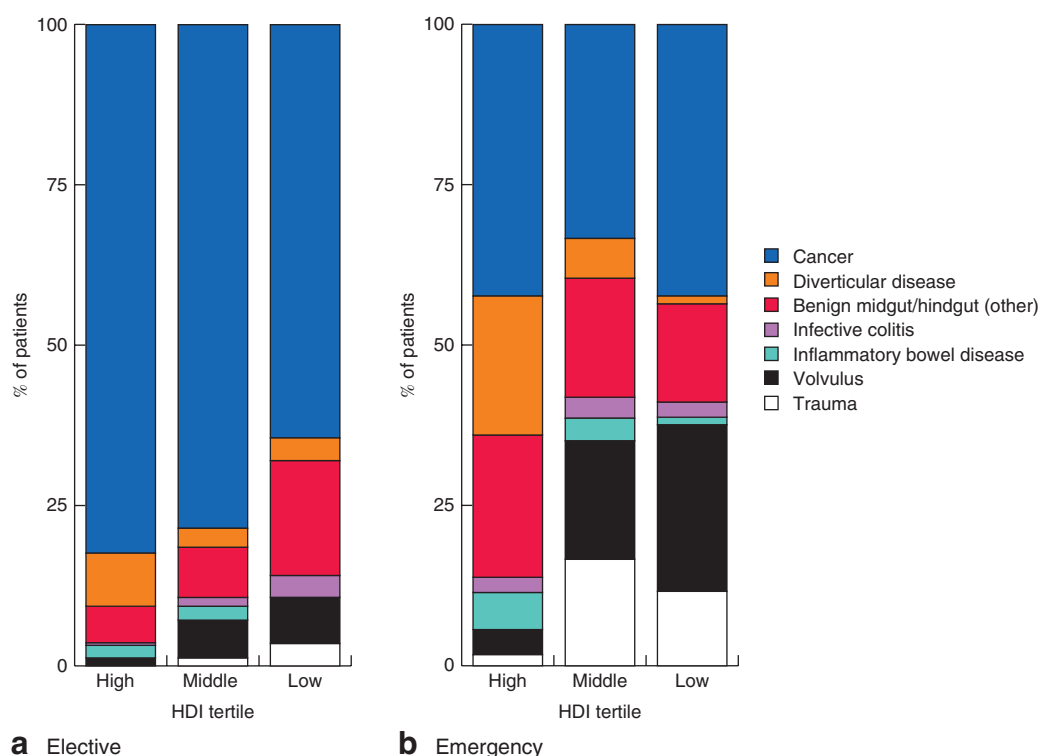 100
75
50
25
0
% of patients
High Middle Low
HDI tertile
a Elective
100
75
50
25
0
% of patients
High Middle Low
HDI tertile
b Emergency
Cancer
Diverticular disease
Benign midgut/hindgut (other)
Infective colitis
Inflammatory bowel disease
Volvulus
Trauma